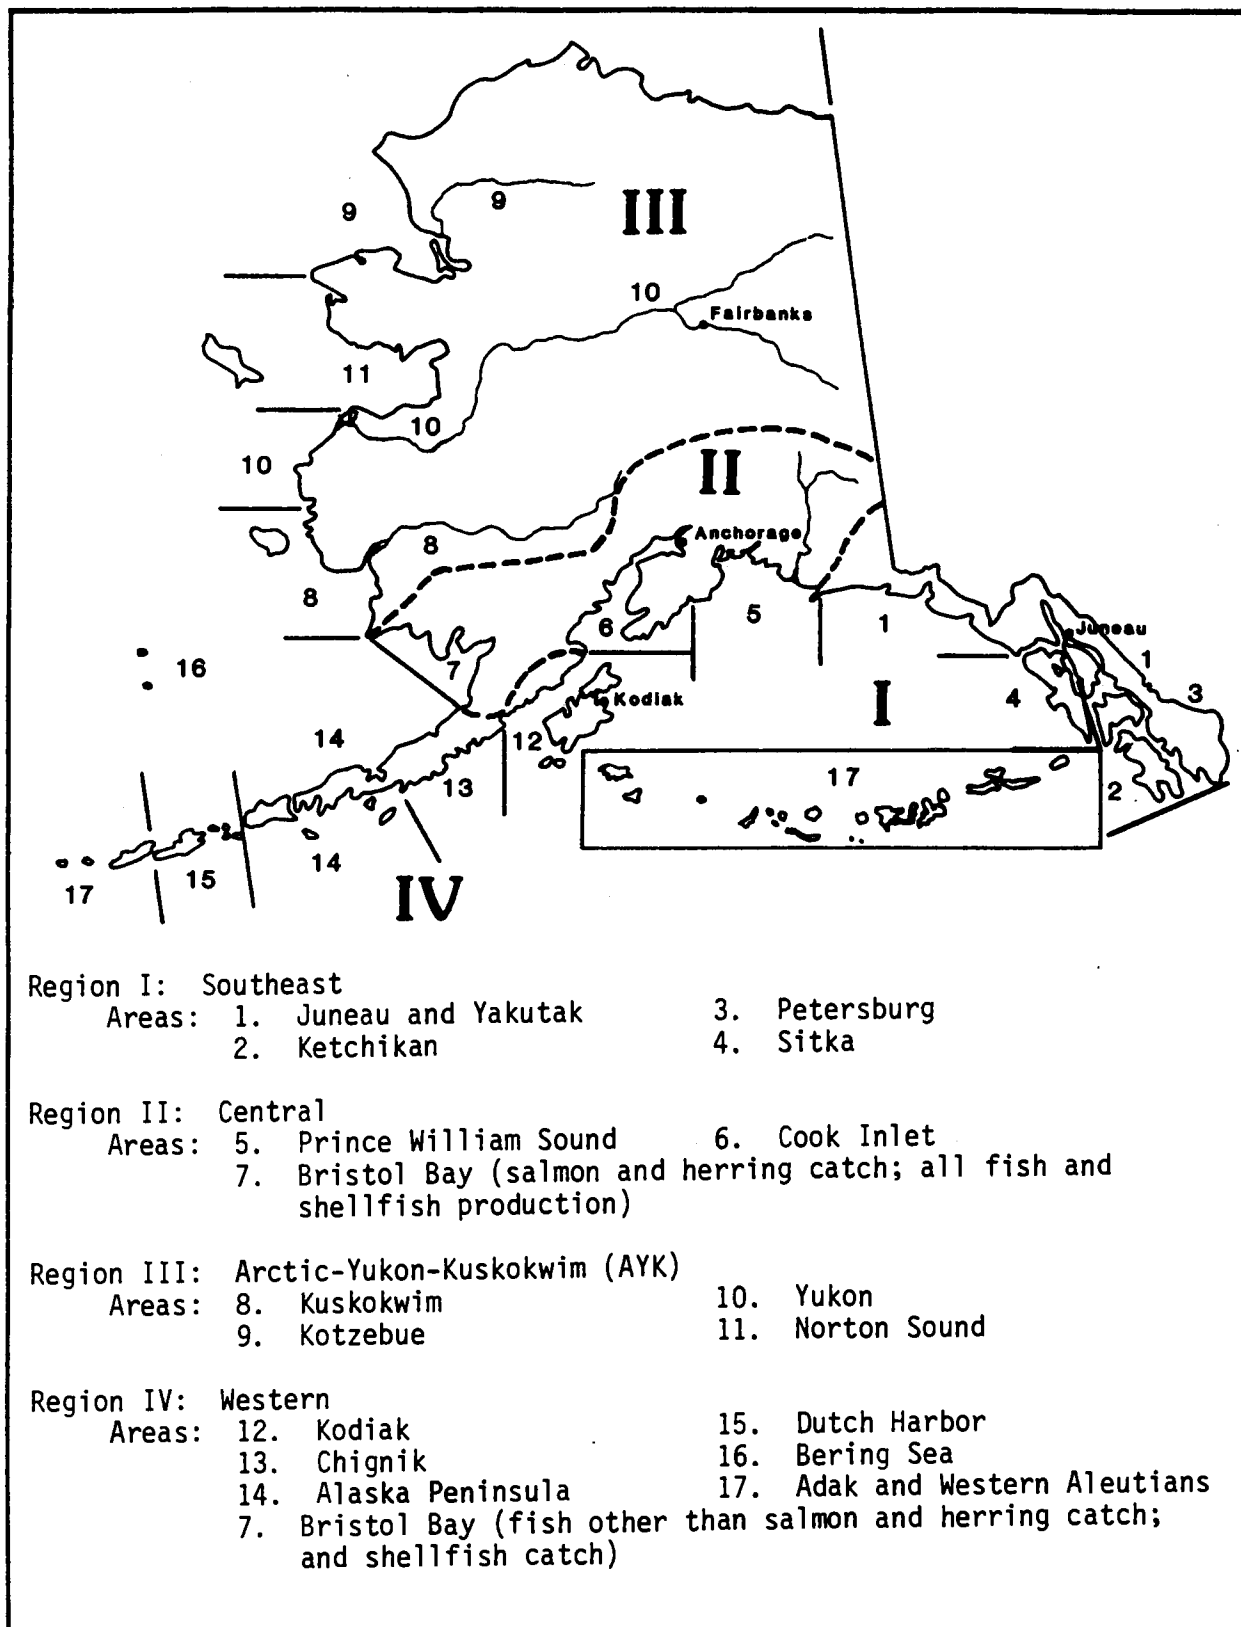 9
9
III
10
Fairbanks
11
10
10
II
Anchorage
8
8
6
5
1
Juneau
16
7
1
4
3
Kodiak
I
14
12
13
17
2
14
15
17
IV
Region I: Southeast
Areas: 1. Juneau and Yakutak 3. Petersburg
2. Ketchikan 4. Sitka
Region II: Central
Areas: 5. Prince William Sound 6. Cook Inlet
7. Bristol Bay (salmon and herring catch; all fish and
shellfish production)
Region III: Arctic-Yukon-Kuskokwim (AYK)
Areas: 8. Kuskokwim 10. Yukon
9. Kotzebue 11. Norton Sound
Region IV: Western
Areas: 12. Kodiak 15. Dutch Harbor
13. Chignik 16. Bering Sea
14. Alaska Peninsula 17. Adak and Western Aleutians
7. Bristol Bay (fish other than salmon and herring catch;
and shellfish catch)